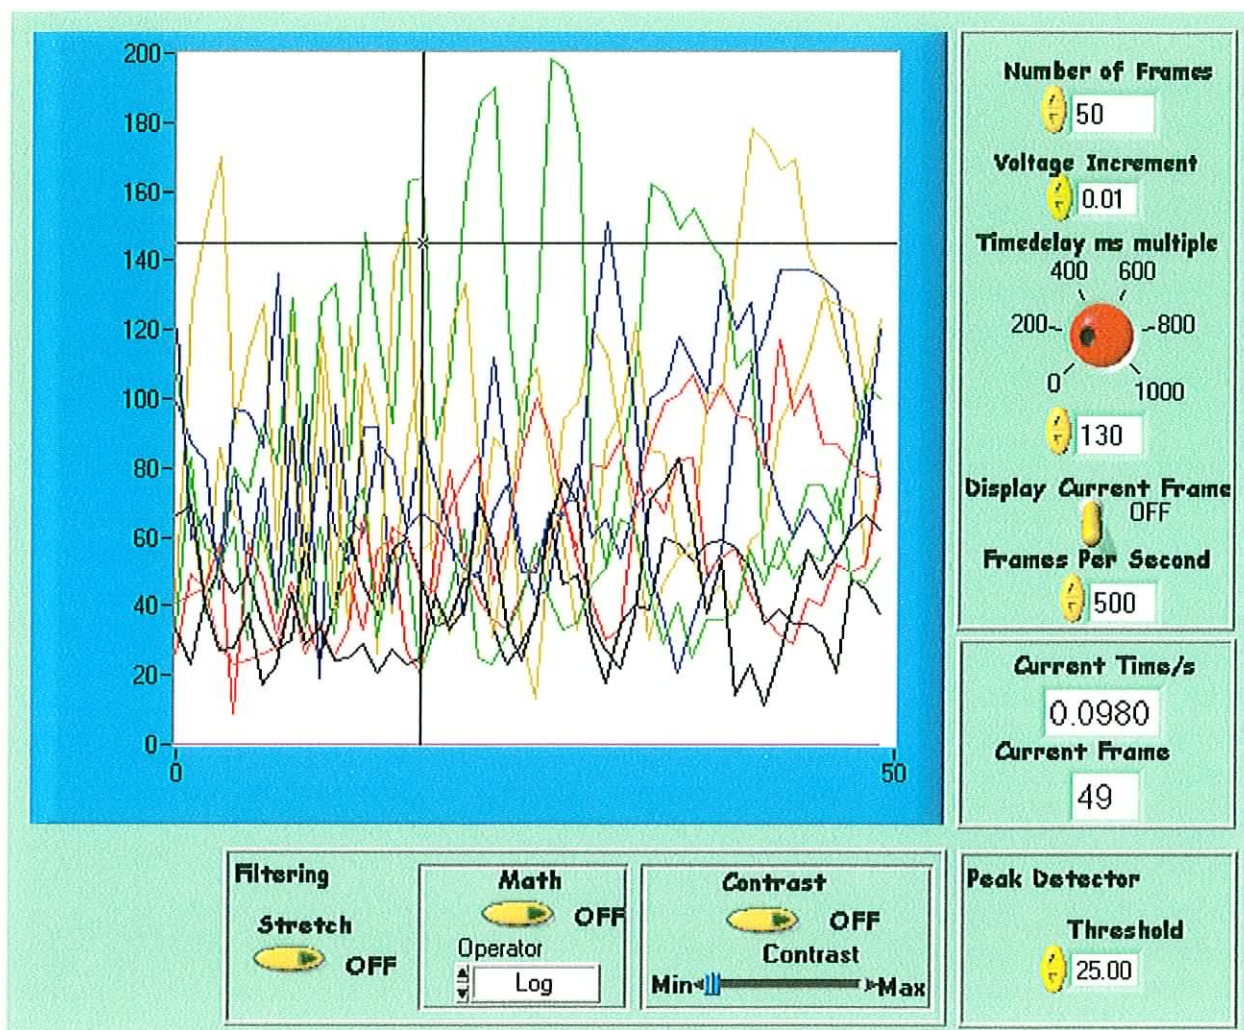 200
180
160
140
120
100
80
60
40
20
0
0 50
Number of Frames
50
Voltage Increment
0.01
Timedelay ms multiple
400 600
200 800
0 1000
130
Display Current Frame
OFF
Frames Per Second
500
Current Time/s
0.0980
Current Frame
49
Filtering
Stretch
OFF
Math
OFF
Operator
Log
Contrast
OFF
Contrast
Min Max
Peak Detector
Threshold
25.00